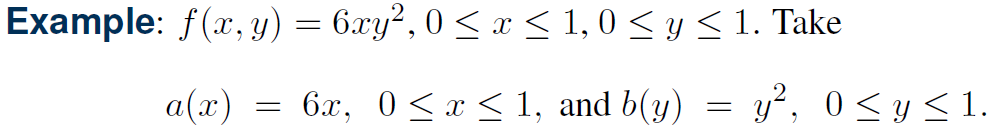 Example: f(x, y) = 6xy², 0 ≤ x ≤ 1, 0 ≤ y ≤ 1. Take
a(x) = 6x, 0 ≤ x ≤ 1, and b(y) = y², 0 ≤ y ≤ 1.